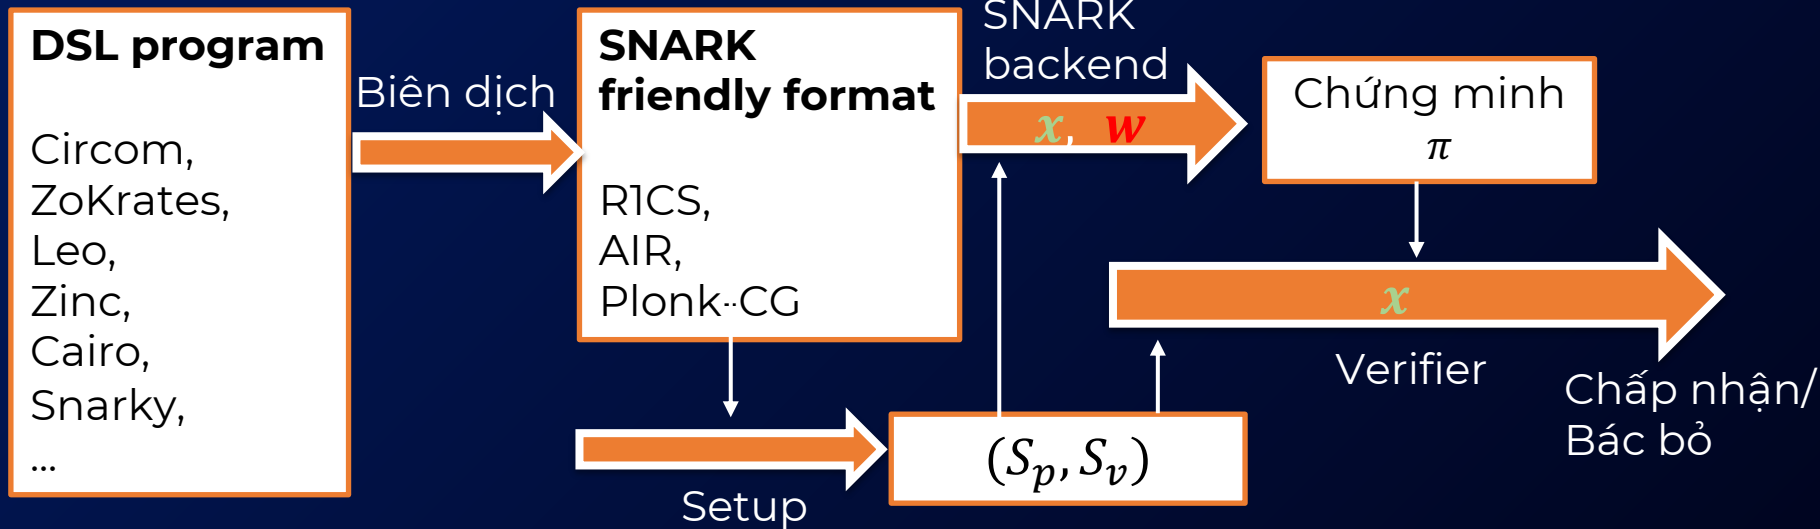 DSL program
Circom,
ZoKrates,
Leo,
Zinc,
Cairo,
Snarky,
...
Biên dịch
SNARK
friendly format
R1CS,
AIR,
Plonk-CG
SNARK
backend
x, w
Chứng minh
π
x
Verifier
Chấp nhận/
Bác bỏ
Setup
(Sₚ, Sᵥ)